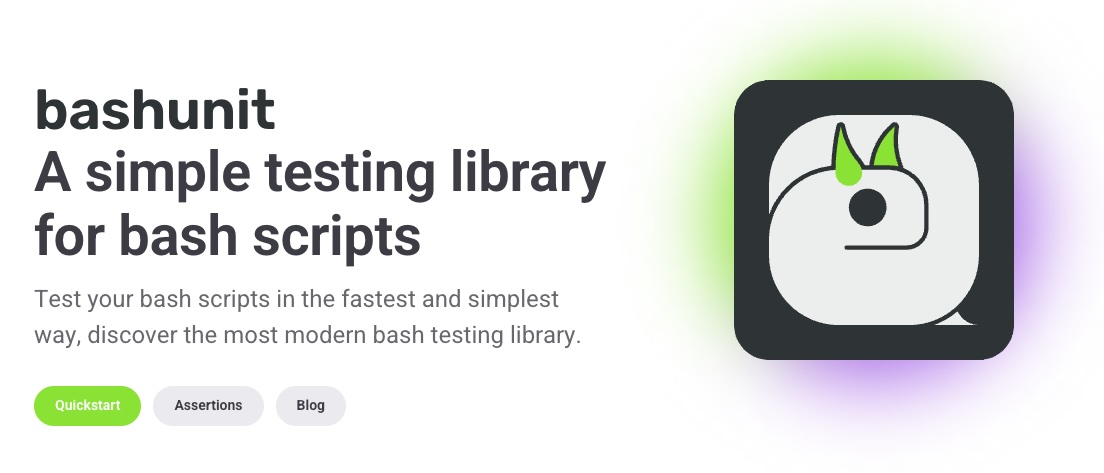 bashunit
A simple testing library
for bash scripts
Test your bash scripts in the fastest and simplest
way, discover the most modern bash testing library.
Quickstart
Assertions
Blog